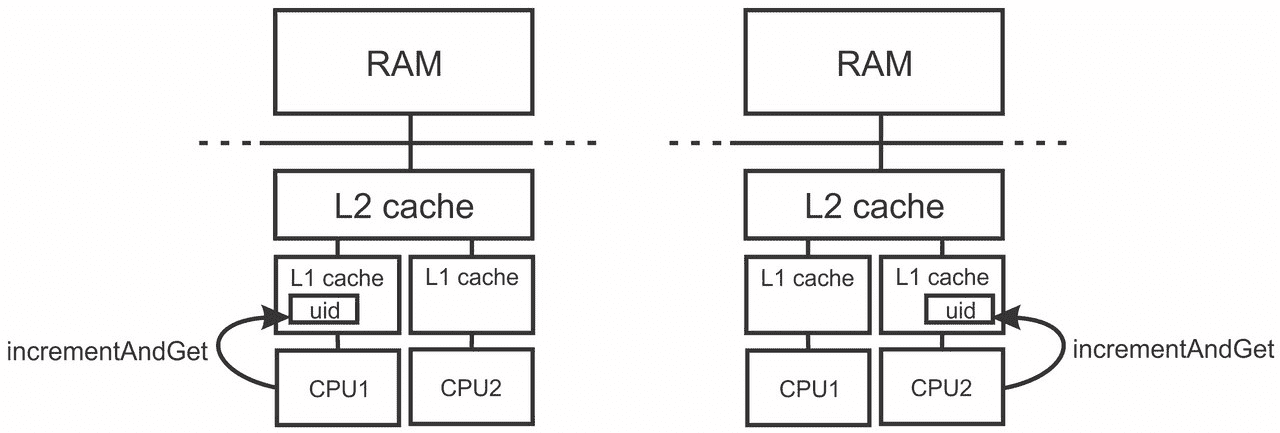 RAM
L2 cache
L1 cache
L1 cache
uid
incrementAndGet
CPU1
CPU2
RAM
L2 cache
L1 cache
L1 cache
uid
incrementAndGet
CPU1
CPU2